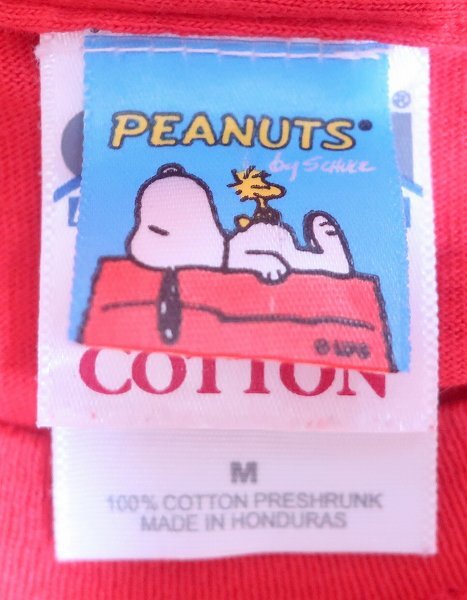 PEANUTS®
by SCHULZ
© UFS
COTTON
M
100% COTTON PRESHRUNK
MADE IN HONDURAS